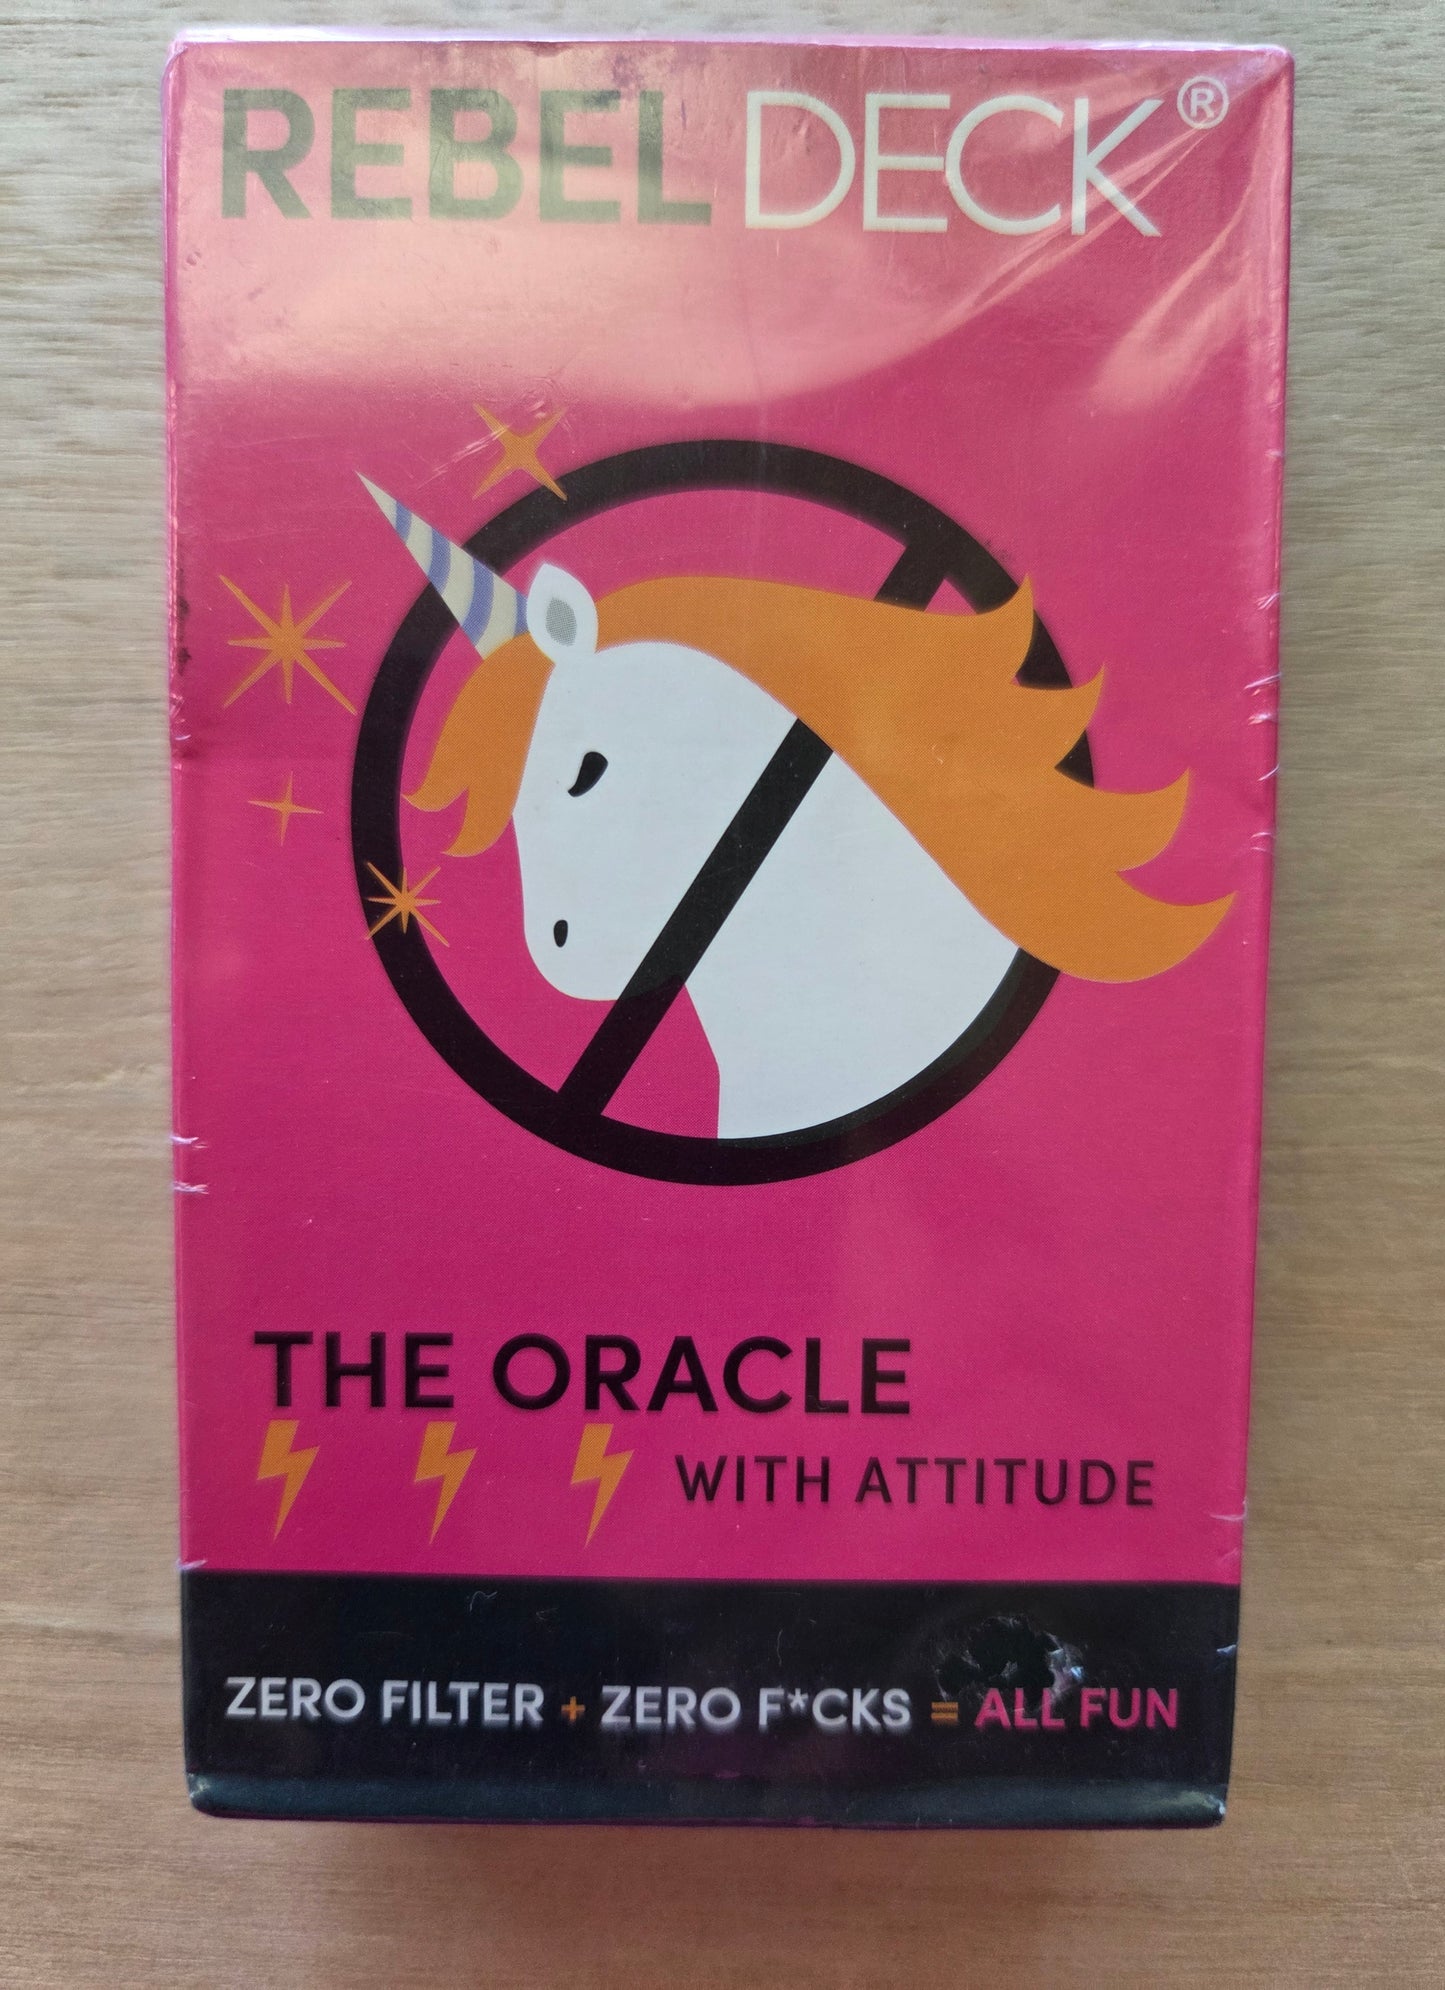 REBEL DECK®
THE ORACLE
WITH ATTITUDE
ZERO FILTER + ZERO F*CKS = ALL FUN